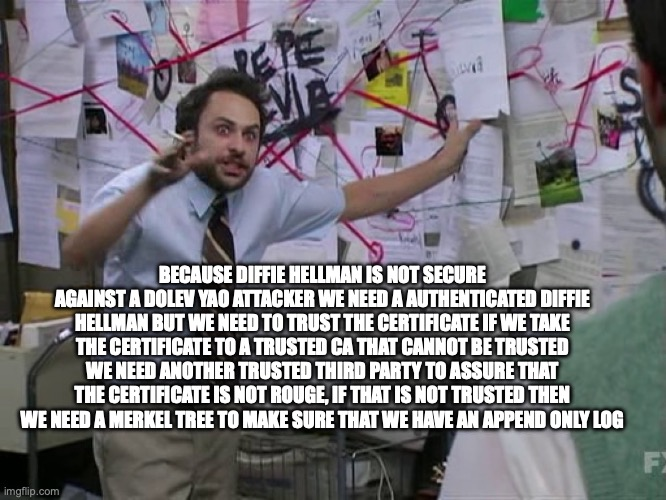 PEPE
SILVIA
BECAUSE DIFFIE HELLMAN IS NOT SECURE
AGAINST A DOLEV YAO ATTACKER WE NEED A AUTHENTICATED DIFFIE
HELLMAN BUT WE NEED TO TRUST THE CERTIFICATE IF WE TAKE
THE CERTIFICATE TO A TRUSTED CA THAT CANNOT BE TRUSTED
WE NEED ANOTHER TRUSTED THIRD PARTY TO ASSURE THAT
THE CERTIFICATE IS NOT ROUGE, IF THAT IS NOT TRUSTED THEN
WE NEED A MERKEL TREE TO MAKE SURE THAT WE HAVE AN APPEND ONLY LOG
FX
imgflip.com